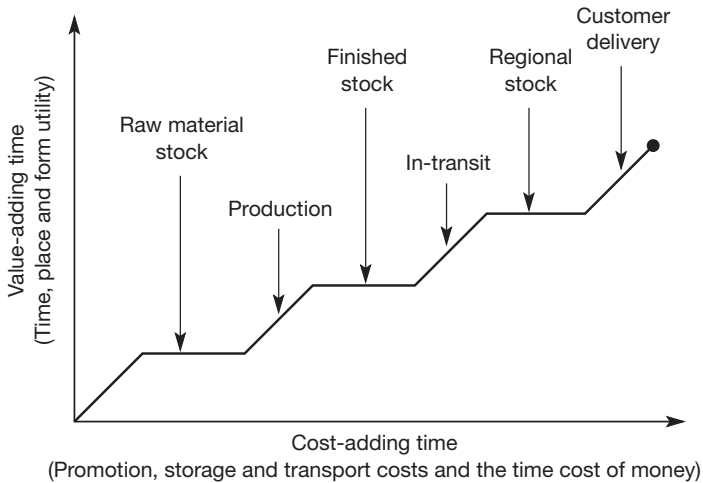 Customer
delivery
Finished
stock
Regional
stock
Raw material
stock
In-transit
Production
Value-adding time
(Time, place and form utility)
Cost-adding time
(Promotion, storage and transport costs and the time cost of money)